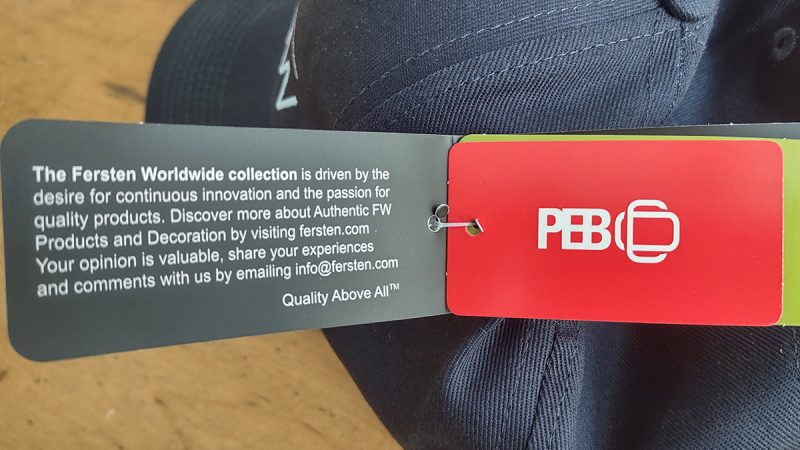 The Fersten Worldwide collection is driven by the
desire for continuous innovation and the passion for
quality products. Discover more about Authentic FW
Products and Decoration by visiting fersten.com
Your opinion is valuable, share your experiences
and comments with us by emailing info@fersten.com
Quality Above All™
PEB